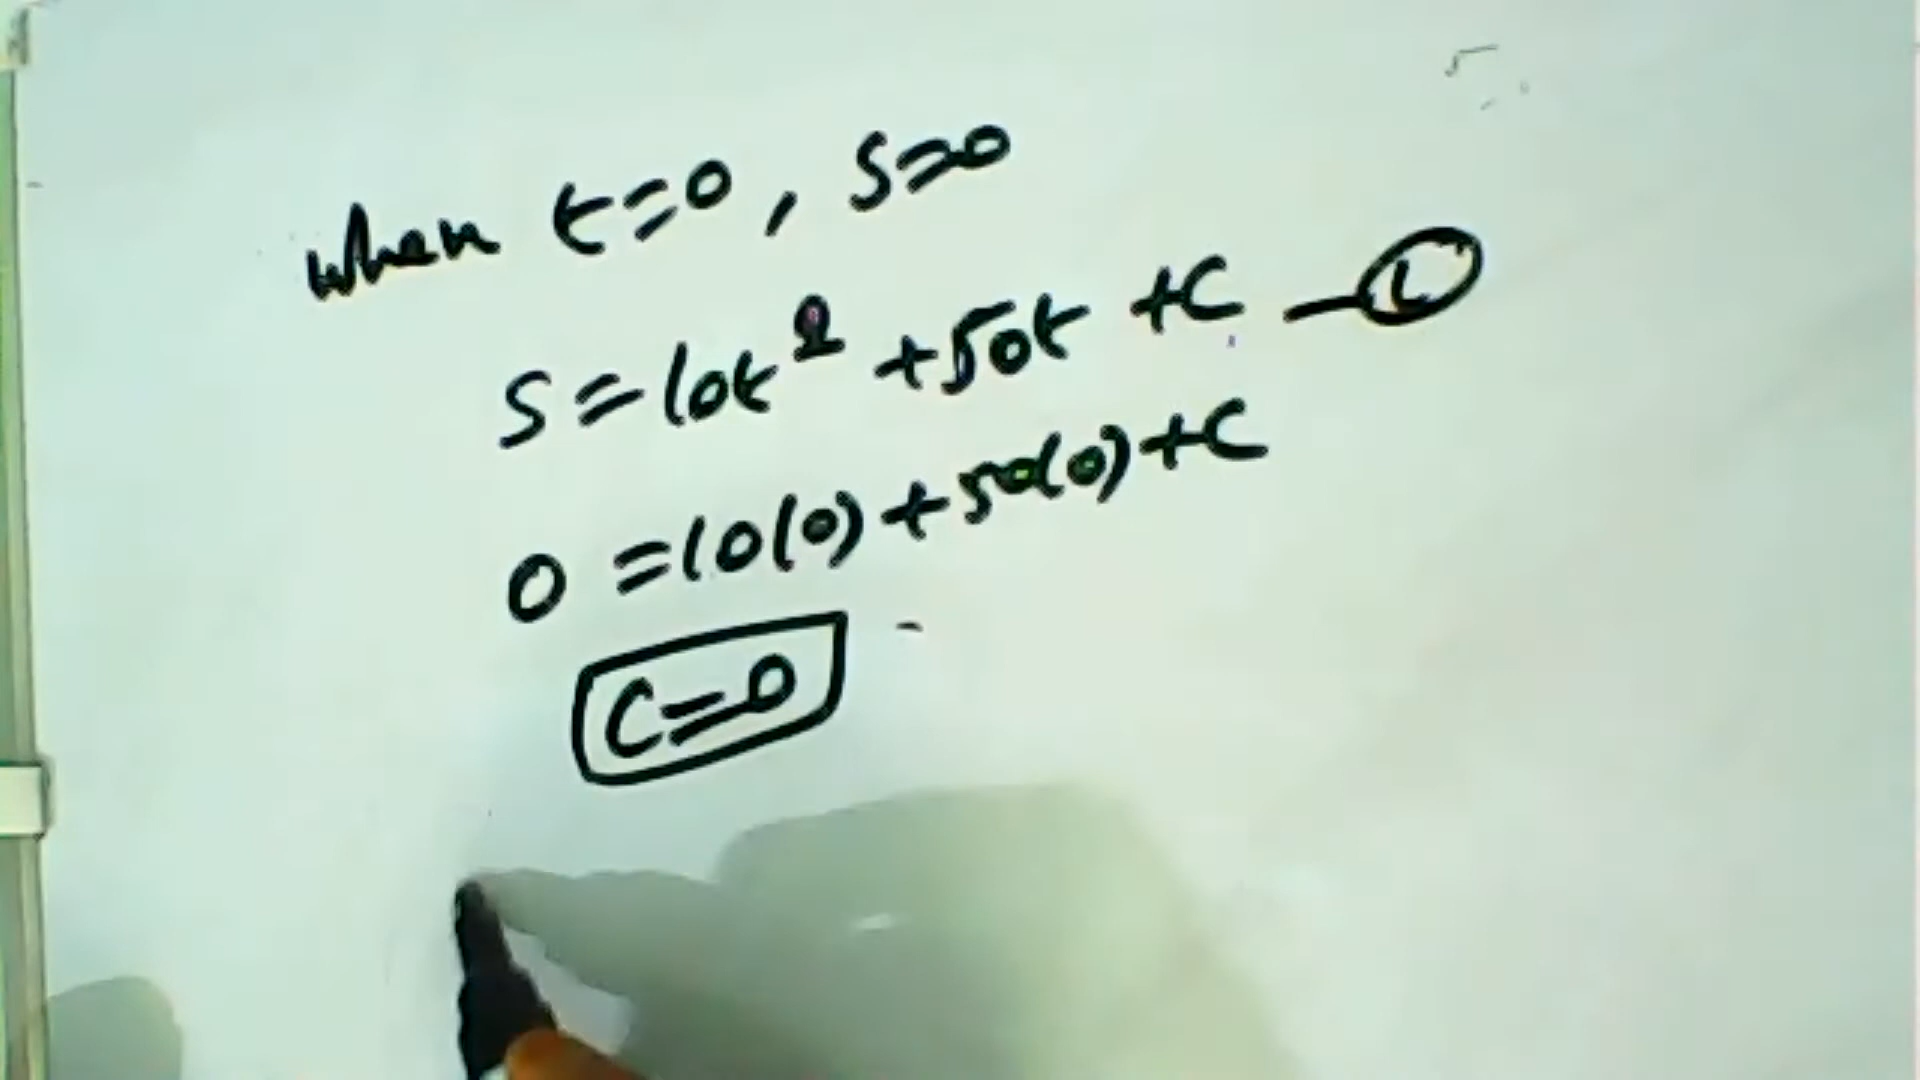 when t=0, S=0
S=10t² +50t +C —①
0 =10(0)+50(0)+C
C=0